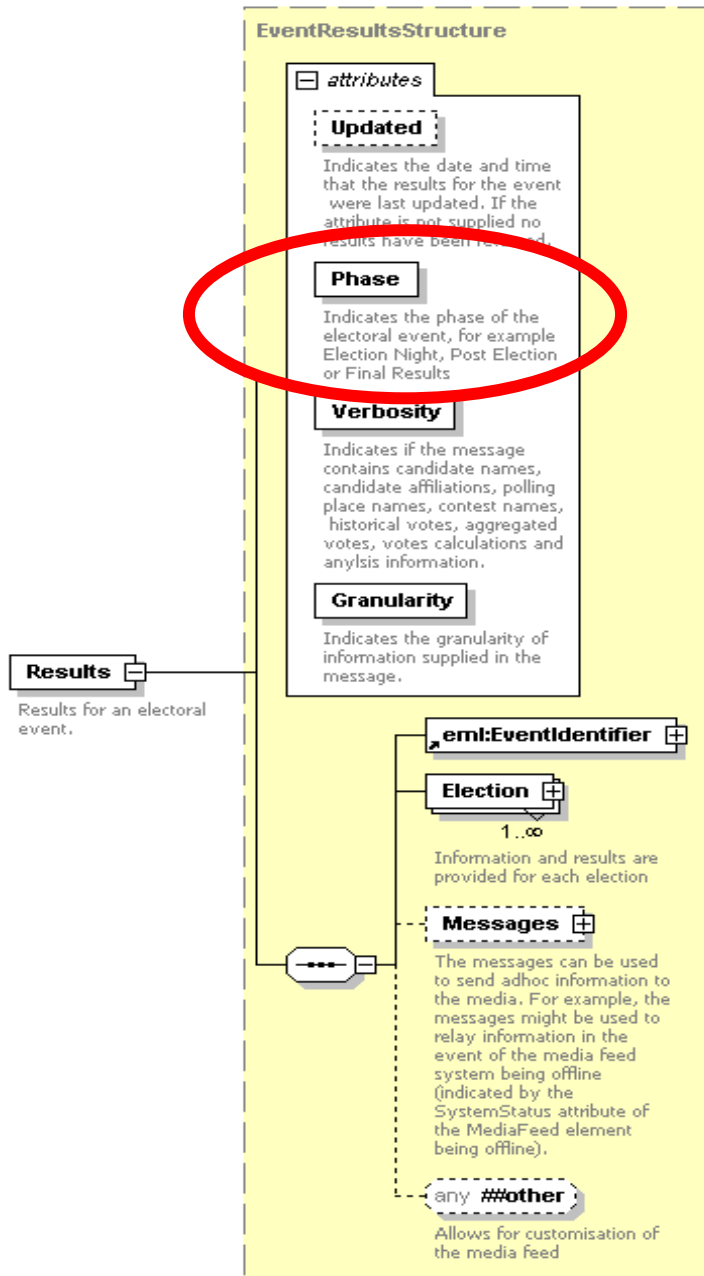 EventResultsStructure
attributes
Updated
Indicates the date and time
that the results for the event
were last updated. If the
attribute is not supplied no
results have been
Phase
Indicates the phase of the
electoral event, for example
Election Night, Post Election
or Final Results
Verbosity
Indicates if the message
contains candidate names,
candidate affiliations, polling
place names, contest names,
historical votes, aggregated
votes, votes calculations and
anylsis information.
Granularity
Indicates the granularity of
information supplied in the
message.
Results
Results for an electoral
event.
eml:EventIdentifier
Election
1..∞
Information and results are
provided for each election
Messages
The messages can be used
to send adhoc information to
the media. For example, the
messages might be used to
relay information in the
event of the media feed
system being offline
(indicated by the
SystemStatus attribute of
the MediaFeed element
being offline).
any ##other
Allows for customisation of
the media feed